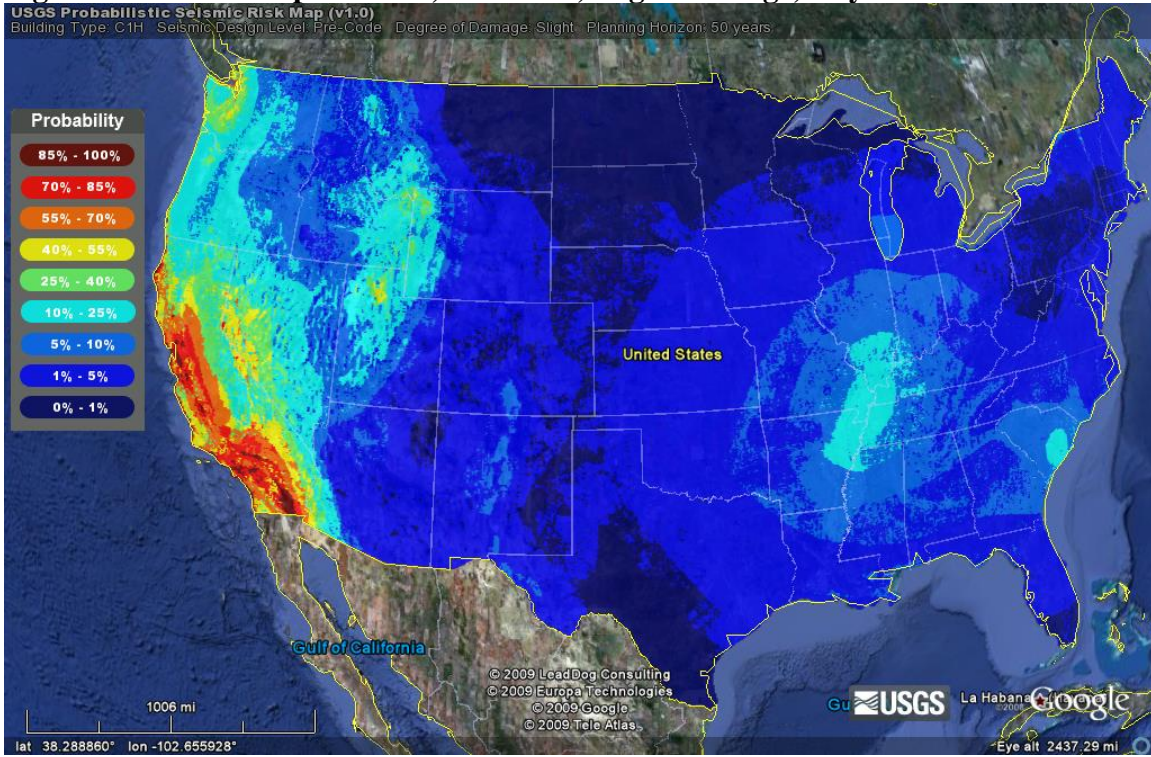 USGS Probabilistic Seismic Risk Map (v1.0)
Building Type: C1H Seismic Design Level: Pre-Code Degree of Damage: Slight Planning Horizon: 50 years
Probability
85% - 100%
70% - 85%
55% - 70%
40% - 55%
25% - 40%
10% - 25%
5% - 10%
1% - 5%
0% - 1%
United States
Gulf of California
© 2009 LeadDog Consulting
© 2009 Europa Technologies
© 2009 Google
© 2009 Tele Atlas
Gu
USGS
La Habana
Google
1006 mi
lat 38.288860° lon -102.655928°
Eye alt 2437.29 mi